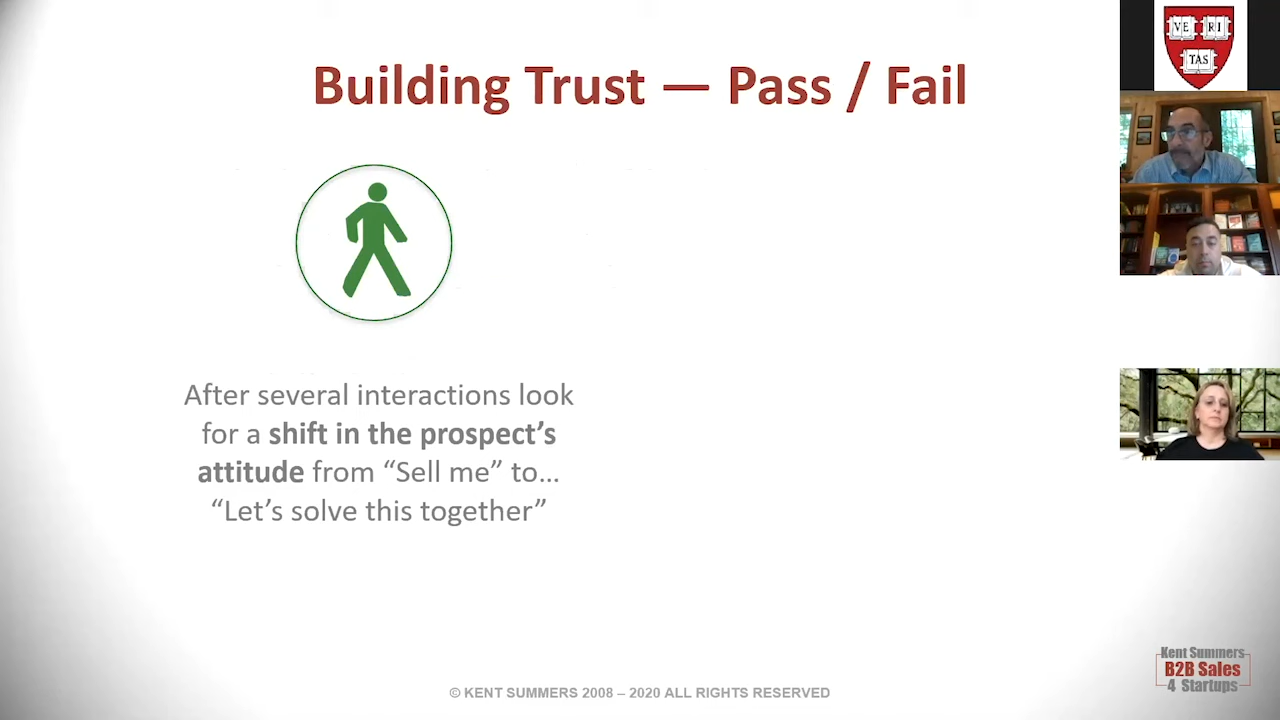 Building Trust — Pass / Fail
VE RI
TAS
After several interactions look
for a shift in the prospect’s
attitude from “Sell me” to...
“Let’s solve this together”
Kent Summers
B2B Sales
4 Startups
© KENT SUMMERS 2008 – 2020 ALL RIGHTS RESERVED